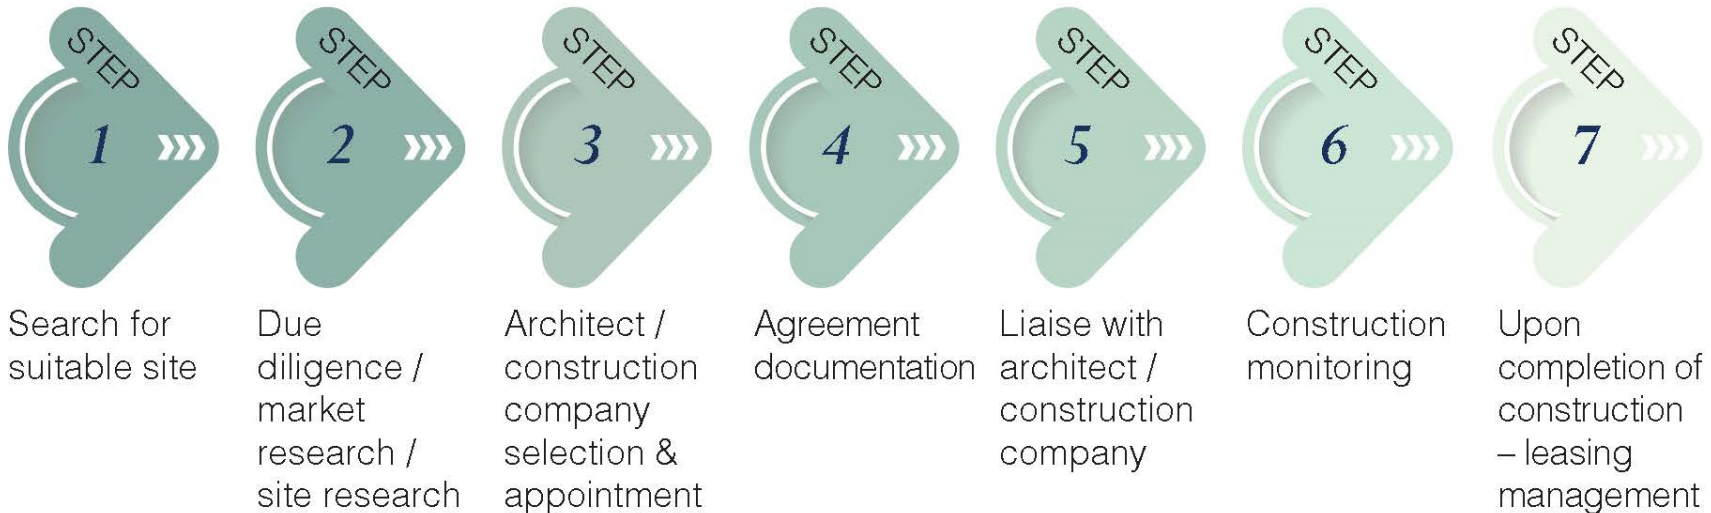 STEP
1
Search for
suitable site
STEP
2
Due
diligence /
market
research /
site research
STEP
3
Architect /
construction
company
selection &
appointment
STEP
4
Agreement
documentation
STEP
5
Liaise with
architect /
construction
company
STEP
6
Construction
monitoring
STEP
7
Upon
completion of
construction
– leasing
management